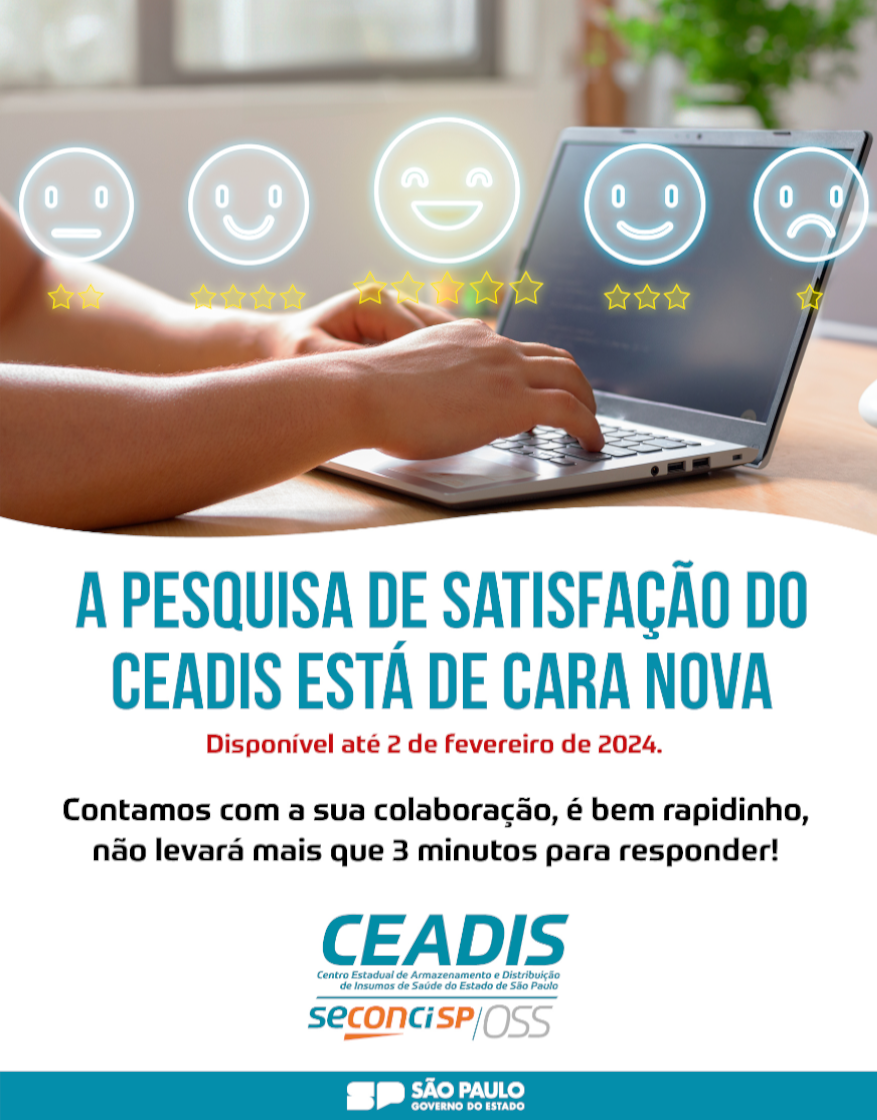 A PESQUISA DE SATISFAÇÃO DO
CEADIS ESTÁ DE CARA NOVA
Disponível até 2 de fevereiro de 2024.
Contamos com a sua colaboração, é bem rapidinho,
não levará mais que 3 minutos para responder!
CEADIS
Centro Estadual de Armazenamento e Distribuição
de Insumos de Saúde do Estado de São Paulo
seconci SP/OSS
SP SÃO PAULO
GOVERNO DO ESTADO